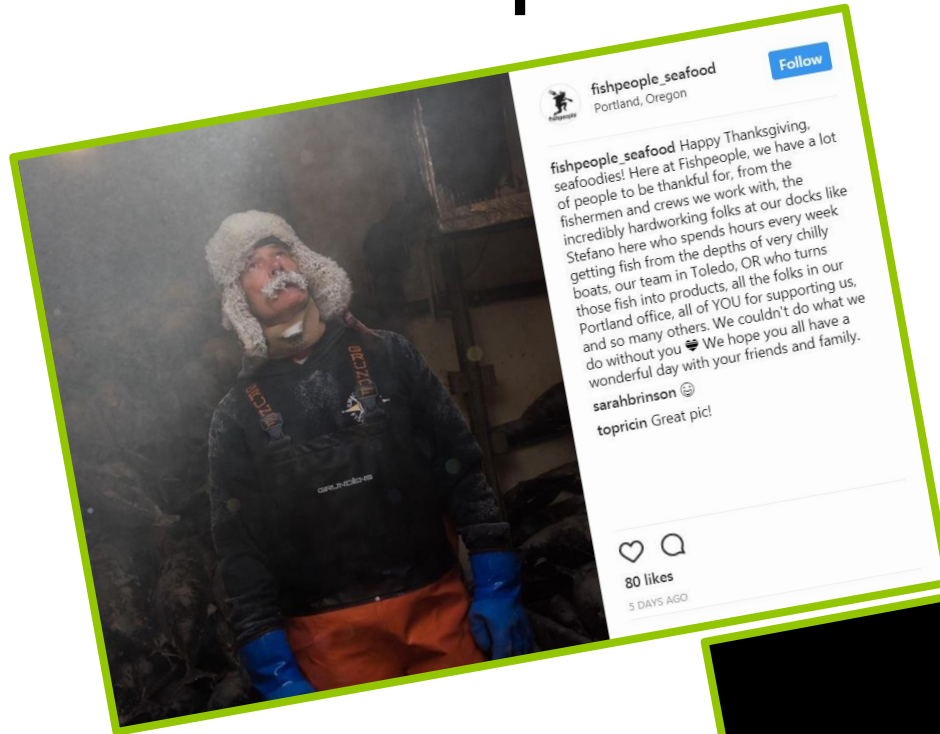 fishpeople_seafood
Portland, Oregon
Follow
fishpeople_seafood Happy Thanksgiving,
seafoodies! Here at Fishpeople, we have a lot
of people to be thankful for, from the
fishermen and crews we work with, the
incredibly hardworking folks at our docks like
Stefano here who spends hours every week
getting fish from the depths of very chilly
boats, our team in Toledo, OR who turns
those fish into products, all the folks in our
Portland office, all of YOU for supporting us,
and so many others. We couldn't do what we
do without you 🖤 We hope you all have a
wonderful day with your friends and family.
sarahbrinson 😄
topricin Great pic!
80 likes
5 DAYS AGO
GRUNDÉNS
fishpeople